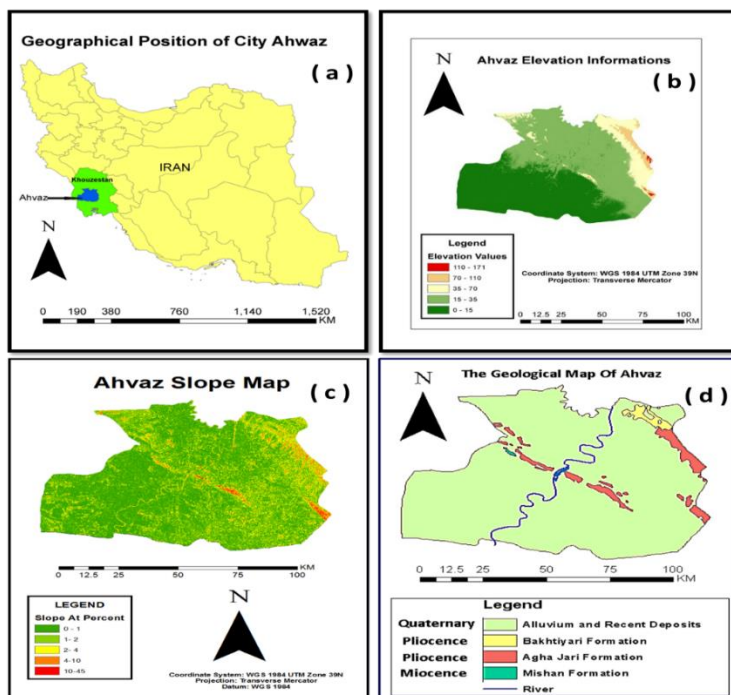 Geographical Position of City Ahwaz
( a )
IRAN
Khouzestan
Ahvaz
N
0 190 380 760 1,140 1,520
KM
N
Ahvaz Elevation Informations
( b )
Legend
Elevation Values
110 - 171
70 - 110
35 - 70
15 - 35
0 - 15
Coordinate System: WGS 1984 UTM Zone 39N
Projection: Transverse Mercator
0 12.5 25 50 75 100
KM
Ahvaz Slope Map
( c )
KM
0 12.5 25 50 75 100
LEGEND
Slope At Percent
0 - 1
1- 2
2- 4
4-10
10-45
N
Coordinate System: WGS 1984 UTM Zone 39N
Projection: Transverse Mercator
Datum: WGS 1984
N
The Geological Map Of Ahvaz
( d )
0 12.5 25 50 75 100
KM
Legend
Quaternary Alluvium and Recent Deposits
Pliocence Bakhtiyari Formation
Pliocence Agha Jari Formation
Miocence Mishan Formation
River